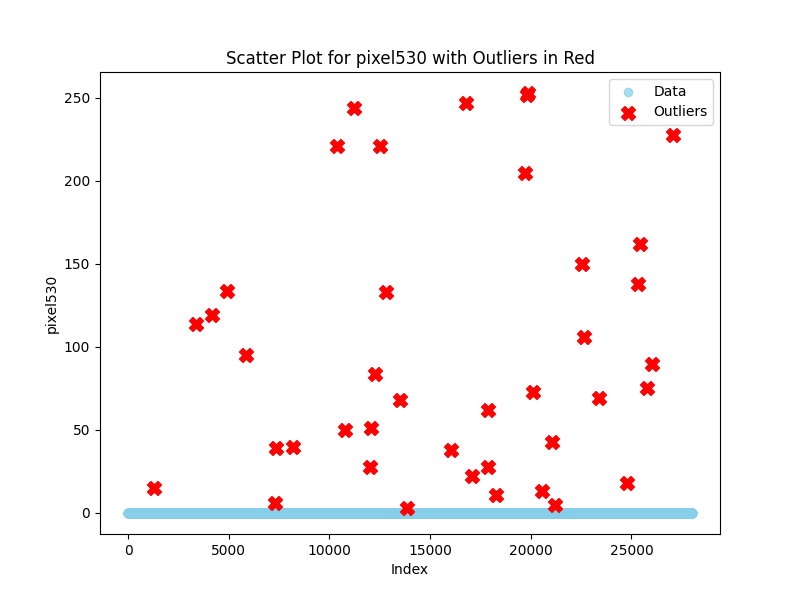 Scatter Plot for pixel530 with Outliers in Red
Data
Outliers
250
200
150
100
50
0
pixel530
0 5000 10000 15000 20000 25000
Index